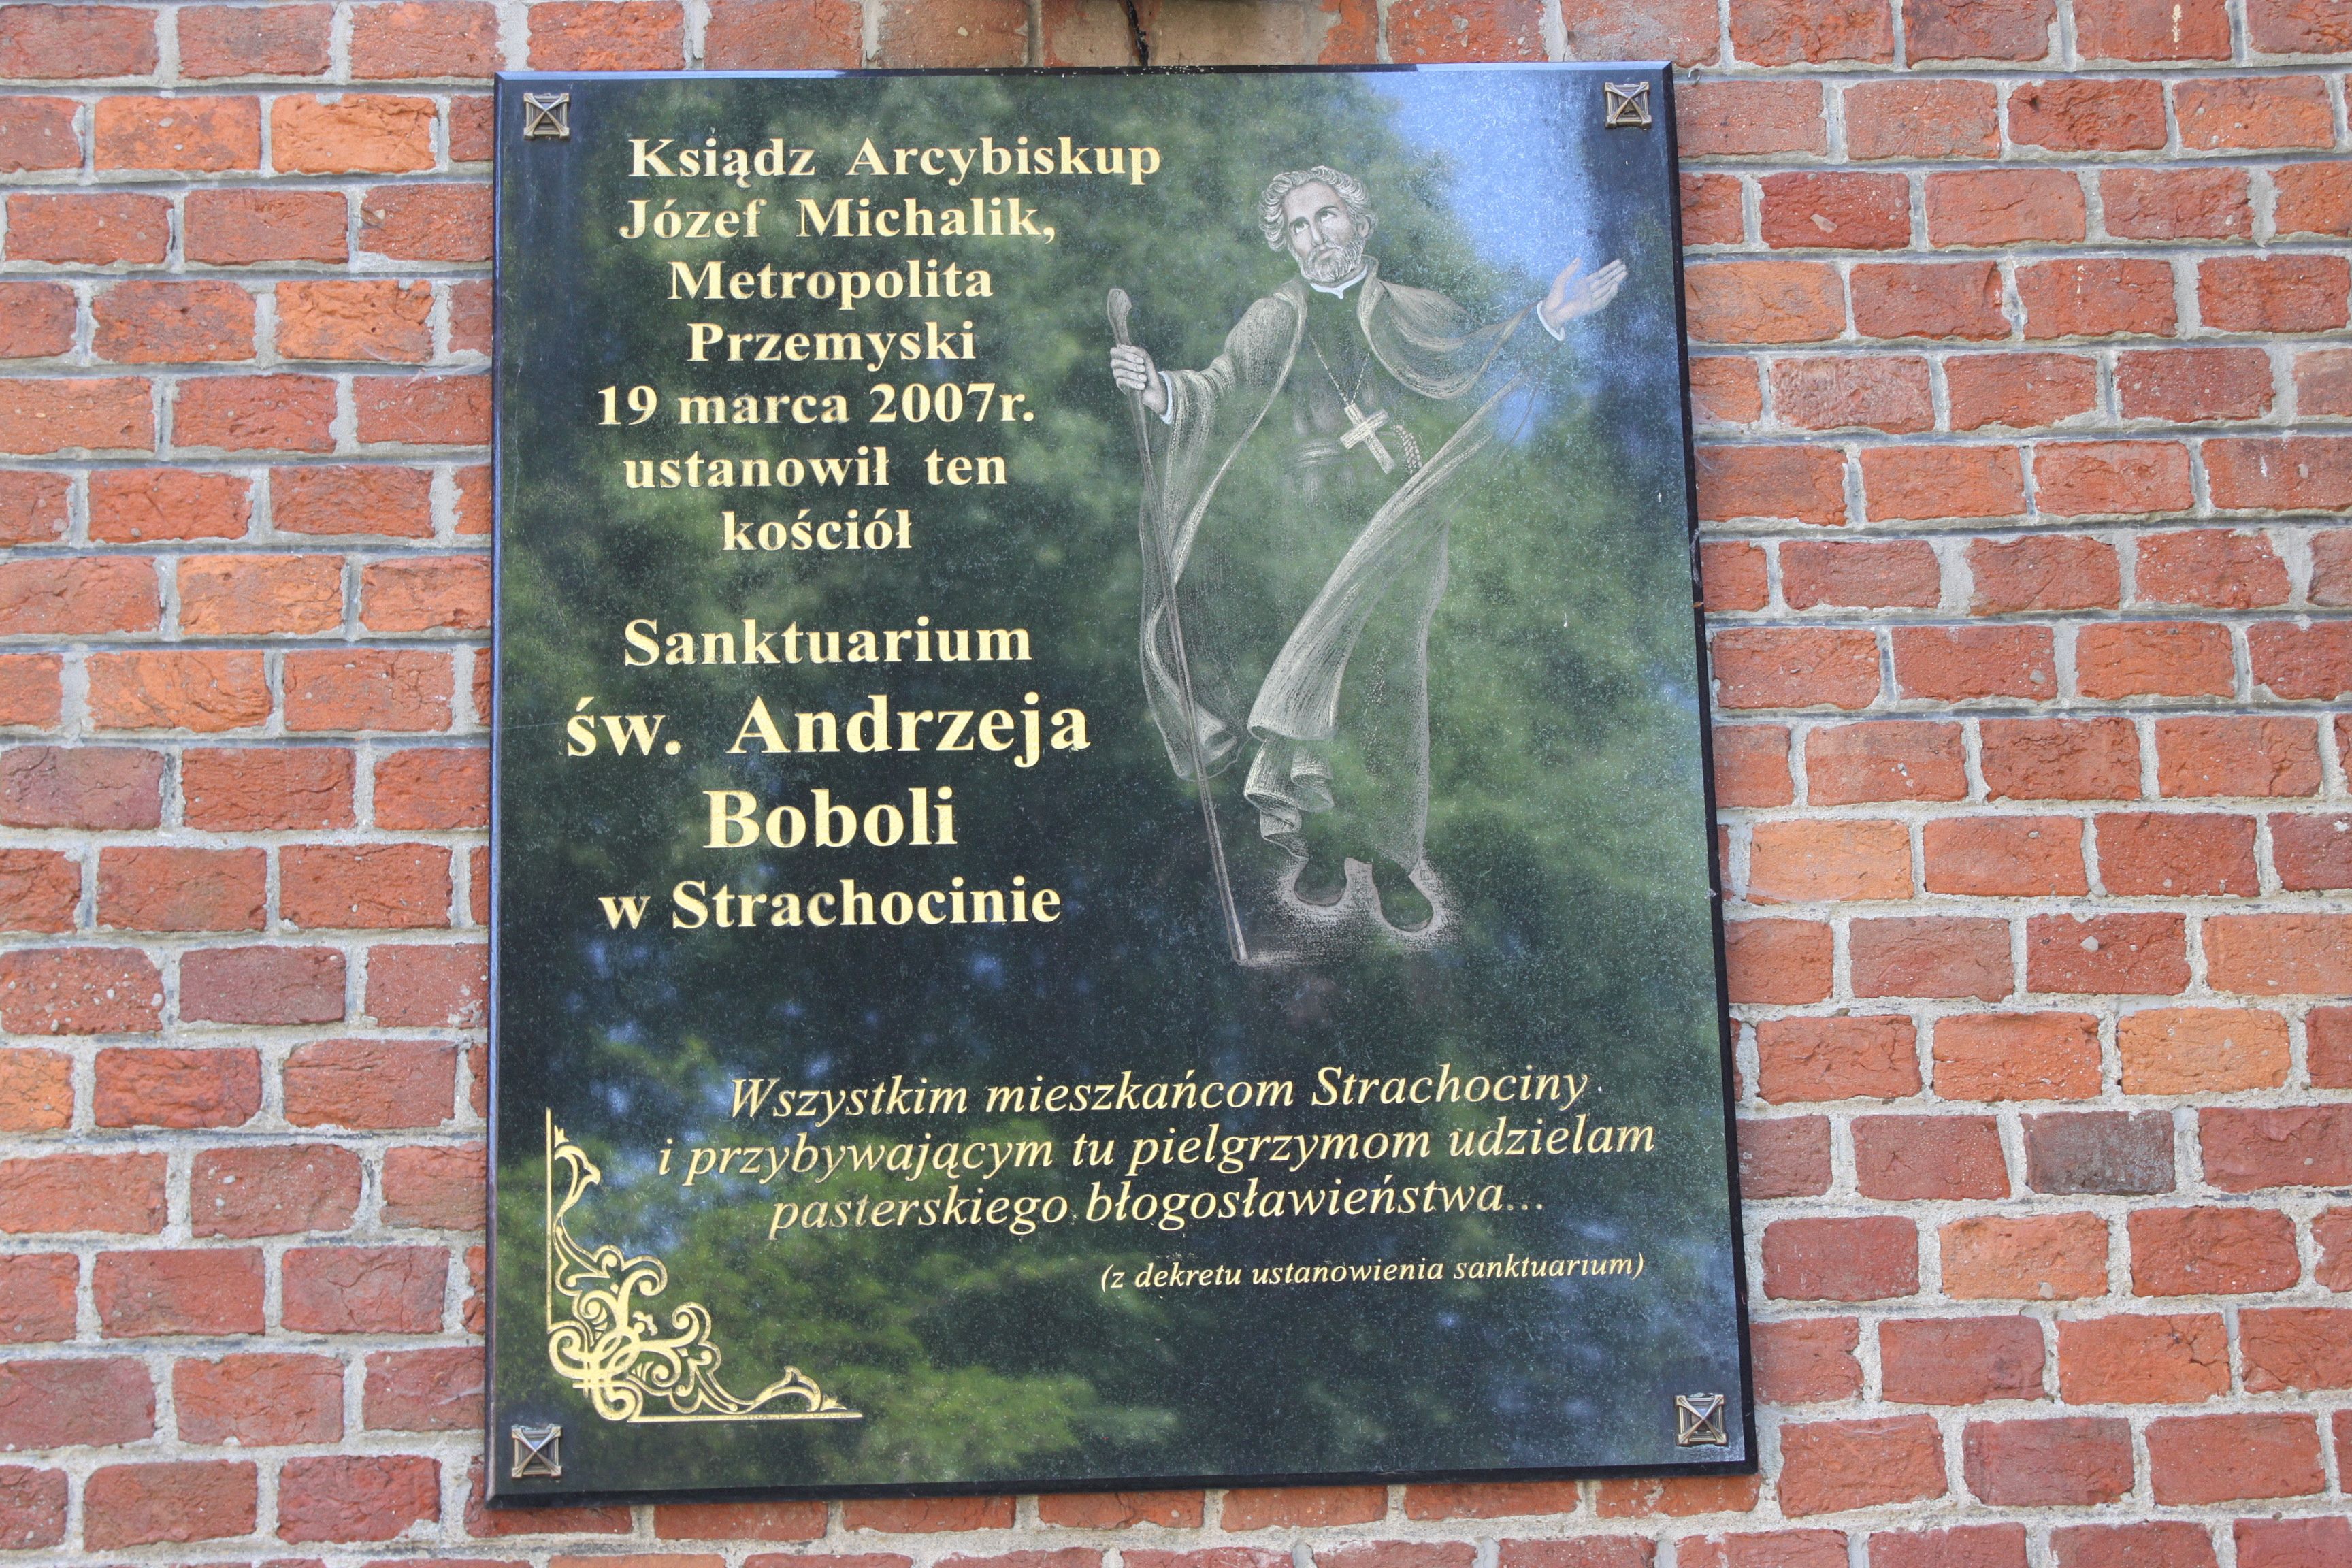 Ksiądz Arcybiskup
Józef Michalik,
Metropolita
Przemyski
19 marca 2007r.
ustanowił ten
kościół
Sanktuarium
św. Andrzeja
Boboli
w Strachocinie
Wszystkim mieszkańcom Strachociny
i przybywającym tu pielgrzymom udzielam
pasterskiego błogosławieństwa...
(z dekretu ustanowienia sanktuarium)